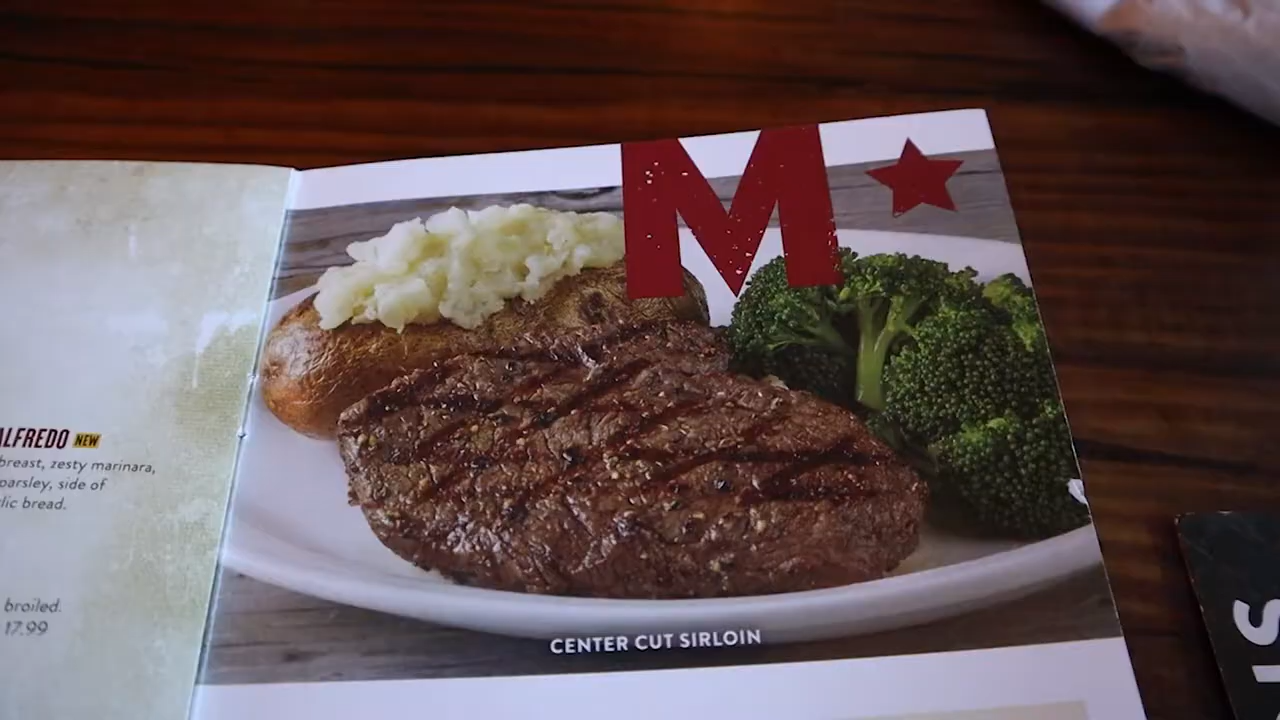 ALFREDO NEW
breast, zesty marinara,
parsley, side of
lic bread.
broiled.
17.99
M
CENTER CUT SIRLOIN